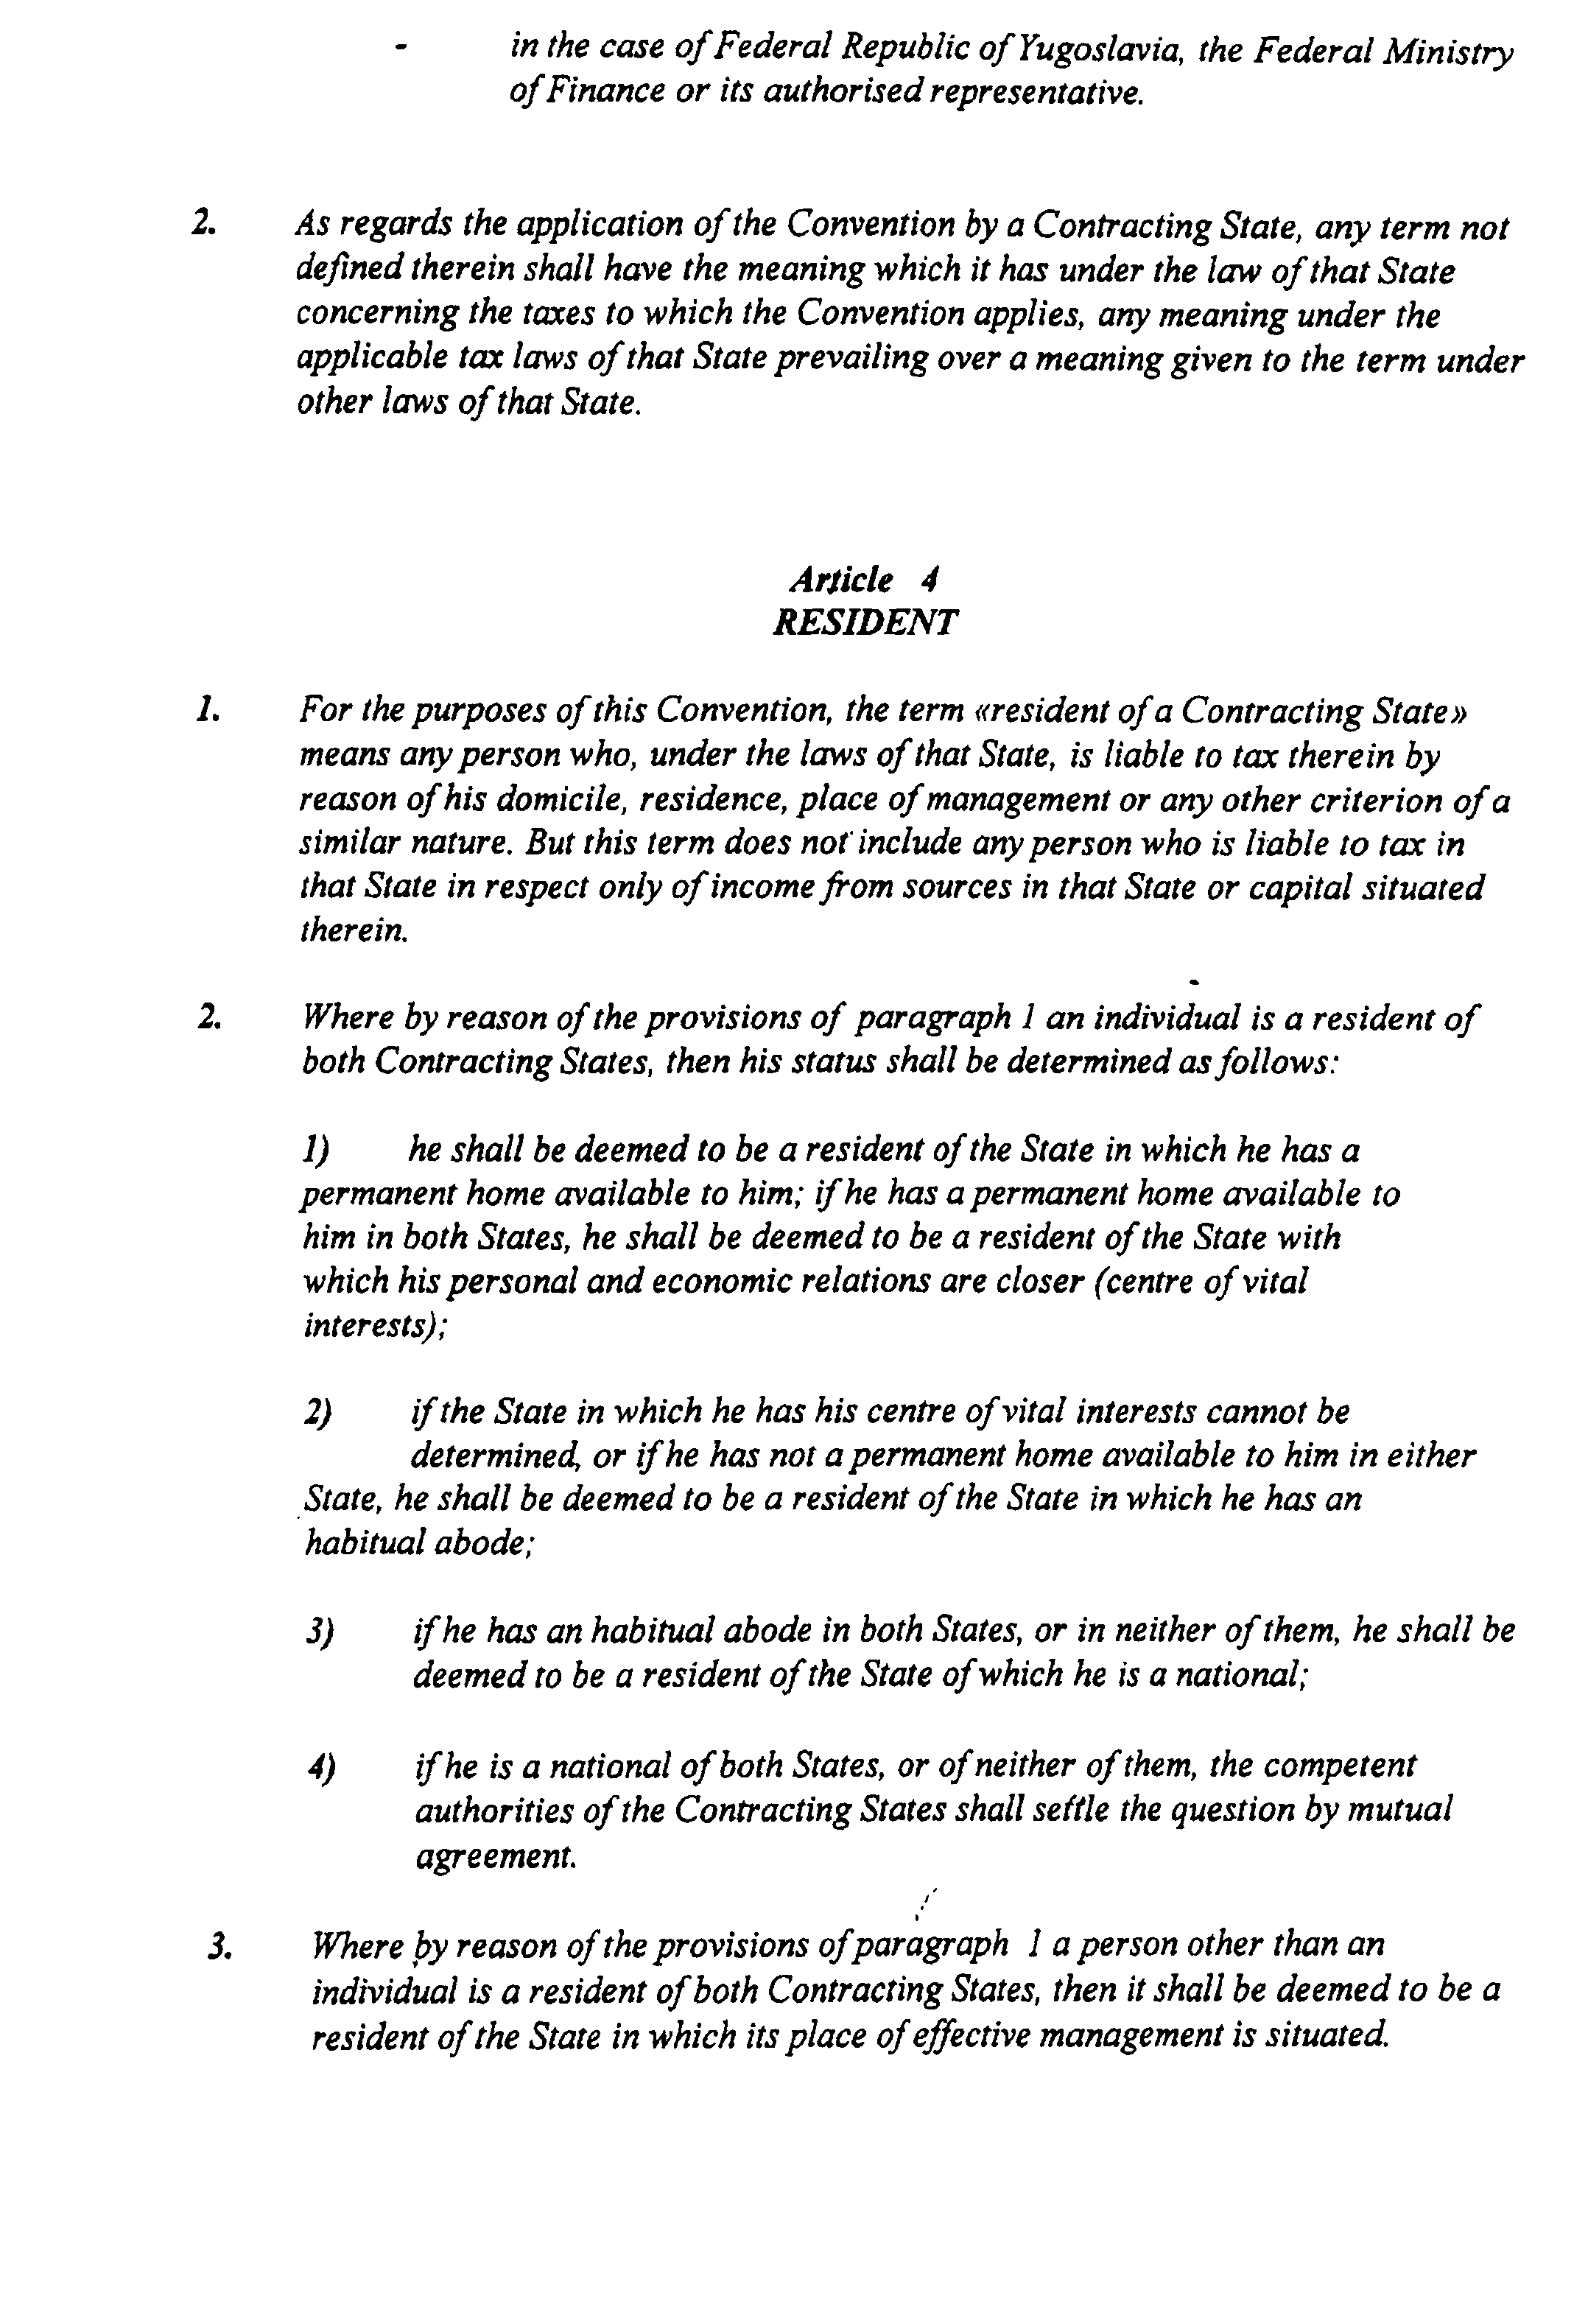 - in the case of Federal Republic of Yugoslavia, the Federal Ministry
of Finance or its authorised representative.
2. As regards the application of the Convention by a Contracting State, any term not
defined therein shall have the meaning which it has under the law of that State
concerning the taxes to which the Convention applies, any meaning under the
applicable tax laws of that State prevailing over a meaning given to the term under
other laws of that State.
Article 4
RESIDENT
1. For the purposes of this Convention, the term «resident of a Contracting State»
means any person who, under the laws of that State, is liable to tax therein by
reason of his domicile, residence, place of management or any other criterion of a
similar nature. But this term does not include any person who is liable to tax in
that State in respect only of income from sources in that State or capital situated
therein.
2. Where by reason of the provisions of paragraph 1 an individual is a resident of
both Contracting States, then his status shall be determined as follows:
1) he shall be deemed to be a resident of the State in which he has a
permanent home available to him; if he has a permanent home available to
him in both States, he shall be deemed to be a resident of the State with
which his personal and economic relations are closer (centre of vital
interests);
2) if the State in which he has his centre of vital interests cannot be
determined, or if he has not a permanent home available to him in either
State, he shall be deemed to be a resident of the State in which he has an
habitual abode;
3) if he has an habitual abode in both States, or in neither of them, he shall be
deemed to be a resident of the State of which he is a national;
4) if he is a national of both States, or of neither of them, the competent
authorities of the Contracting States shall settle the question by mutual
agreement.
3. Where by reason of the provisions of paragraph 1 a person other than an
individual is a resident of both Contracting States, then it shall be deemed to be a
resident of the State in which its place of effective management is situated.